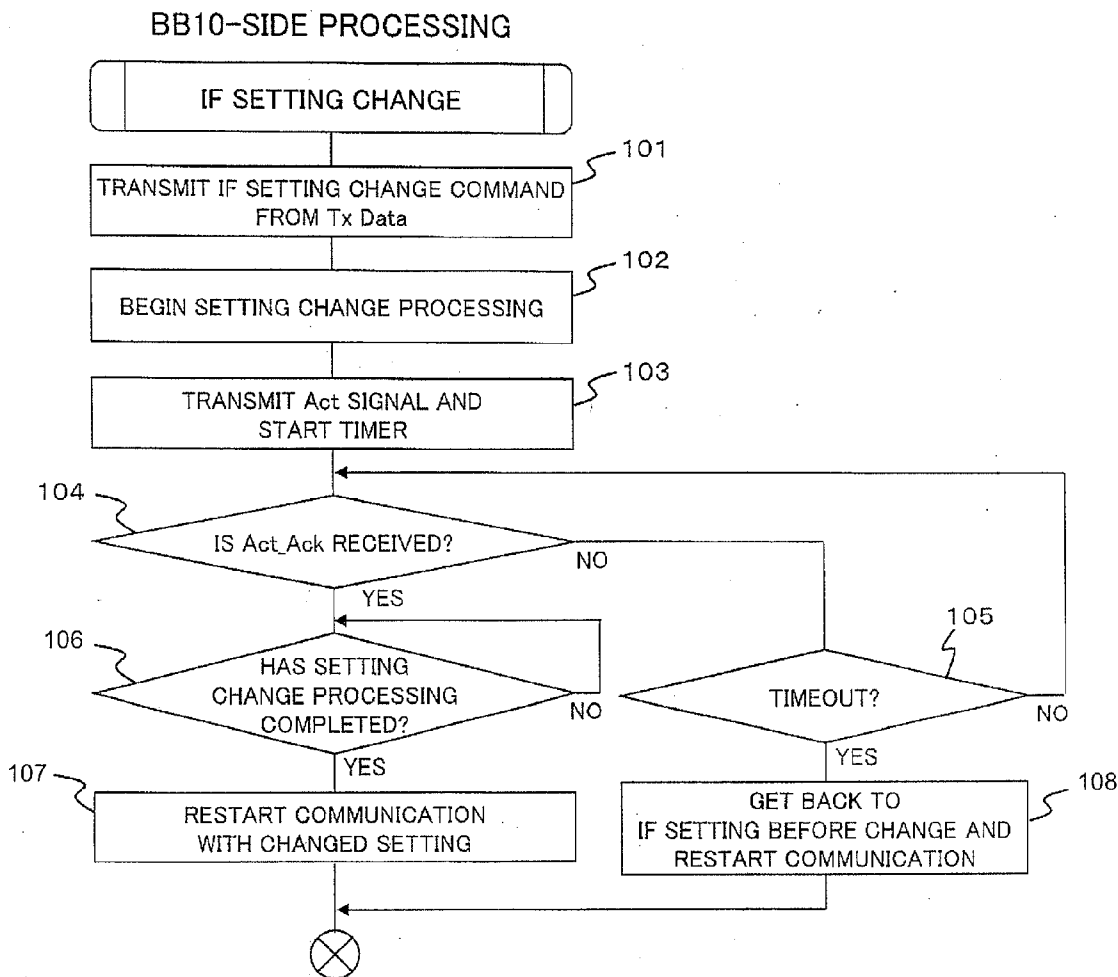 BB10-SIDE PROCESSING
IF SETTING CHANGE
101
TRANSMIT IF SETTING CHANGE COMMAND
FROM Tx Data
102
BEGIN SETTING CHANGE PROCESSING
103
TRANSMIT Act SIGNAL AND
START TIMER
104
IS Act_Ack RECEIVED?
NO
YES
105
106
HAS SETTING
CHANGE PROCESSING
COMPLETED?
NO
TIMEOUT?
NO
YES
YES
107
RESTART COMMUNICATION
WITH CHANGED SETTING
108
GET BACK TO
IF SETTING BEFORE CHANGE AND
RESTART COMMUNICATION